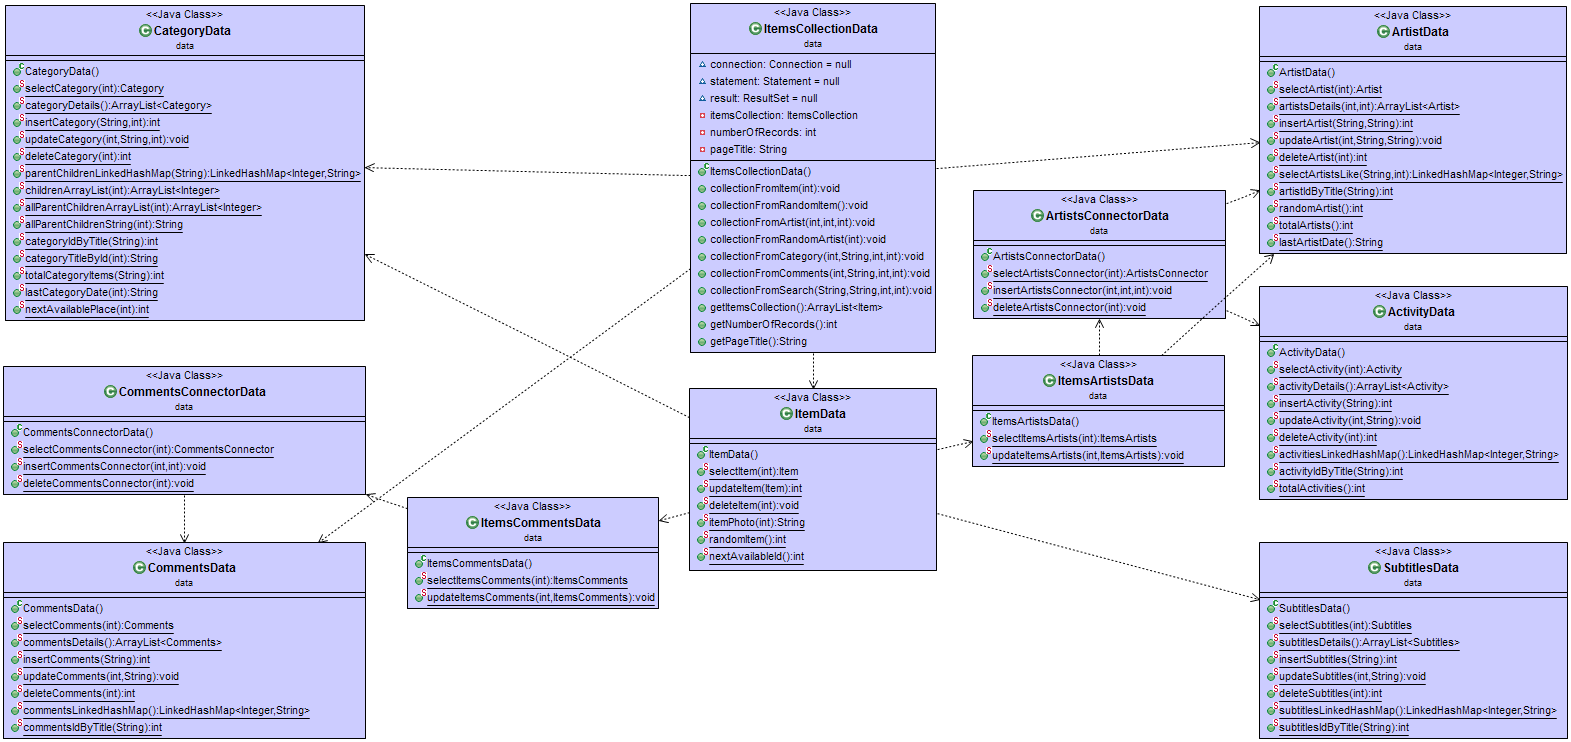 <<Java Class>>
CategoryData
data
CategoryData()
selectCategory(int):Category
categoryDetails():ArrayList<Category>
insertCategory(String,int):int
updateCategory(int,String,int):void
deleteCategory(int):int
parentChildrenLinkedHashMap(String):LinkedHashMap<Integer,String>
childrenArrayList(int):ArrayList<Integer>
allParentChildrenArrayList(int):ArrayList<Integer>
allParentChildrenString(int):String
categoryIdByTitle(String):int
categoryTitleById(int):String
totalCategoryItems(String):int
lastCategoryDate(int):String
nextAvailablePlace(int):int
<<Java Class>>
ItemsCollectionData
data
connection: Connection = null
statement: Statement = null
result: ResultSet = null
itemsCollection: ItemsCollection
numberOfRecords: int
pageTitle: String
ItemsCollectionData()
collectionFromItem(int):void
collectionFromRandomItem():void
collectionFromArtist(int,int,int):void
collectionFromRandomArtist(int):void
collectionFromCategory(int,String,int,int):void
collectionFromComments(int,String,int,int):void
collectionFromSearch(String,String,int,int):void
getItemsCollection():ArrayList<Item>
getNumberOfRecords():int
getPageTitle():String
<<Java Class>>
ArtistData
data
ArtistData()
selectArtist(int):Artist
artistsDetails(int,int):ArrayList<Artist>
insertArtist(String,String):int
updateArtist(int,String,String):void
deleteArtist(int):int
selectArtistsLike(String,int):LinkedHashMap<Integer,String>
artistIdByTitle(String):int
randomArtist():int
totalArtists():int
lastArtistDate():String
<<Java Class>>
ArtistsConnectorData
data
ArtistsConnectorData()
selectArtistsConnector(int):ArtistsConnector
insertArtistsConnector(int,int,int):void
deleteArtistsConnector(int):void
<<Java Class>>
ActivityData
data
ActivityData()
selectActivity(int):Activity
activityDetails():ArrayList<Activity>
insertActivity(String):int
updateActivity(int,String):void
deleteActivity(int):int
activitiesLinkedHashMap():LinkedHashMap<Integer,String>
activityIdByTitle(String):int
totalActivities():int
<<Java Class>>
CommentsConnectorData
data
CommentsConnectorData()
selectCommentsConnector(int):CommentsConnector
insertCommentsConnector(int,int):void
deleteCommentsConnector(int):void
<<Java Class>>
ItemData
data
ItemData()
selectItem(int):Item
updateItem(Item):int
deleteItem(int):void
itemPhoto(int):String
randomItem():int
nextAvailableId():int
<<Java Class>>
ItemsArtistsData
data
ItemsArtistsData()
selectItemsArtists(int):ItemsArtists
updateItemsArtists(int,ItemsArtists):void
<<Java Class>>
ItemsCommentsData
data
ItemsCommentsData()
selectItemsComments(int):ItemsComments
updateItemsComments(int,ItemsComments):void
<<Java Class>>
CommentsData
data
CommentsData()
selectComments(int):Comments
commentsDetails():ArrayList<Comments>
insertComments(String):int
updateComments(int,String):void
deleteComments(int):int
commentsLinkedHashMap():LinkedHashMap<Integer,String>
commentsIdByTitle(String):int
<<Java Class>>
SubtitlesData
data
SubtitlesData()
selectSubtitles(int):Subtitles
subtitlesDetails():ArrayList<Subtitles>
insertSubtitles(String):int
updateSubtitles(int,String):void
deleteSubtitles(int):int
subtitlesLinkedHashMap():LinkedHashMap<Integer,String>
subtitlesIdByTitle(String):int